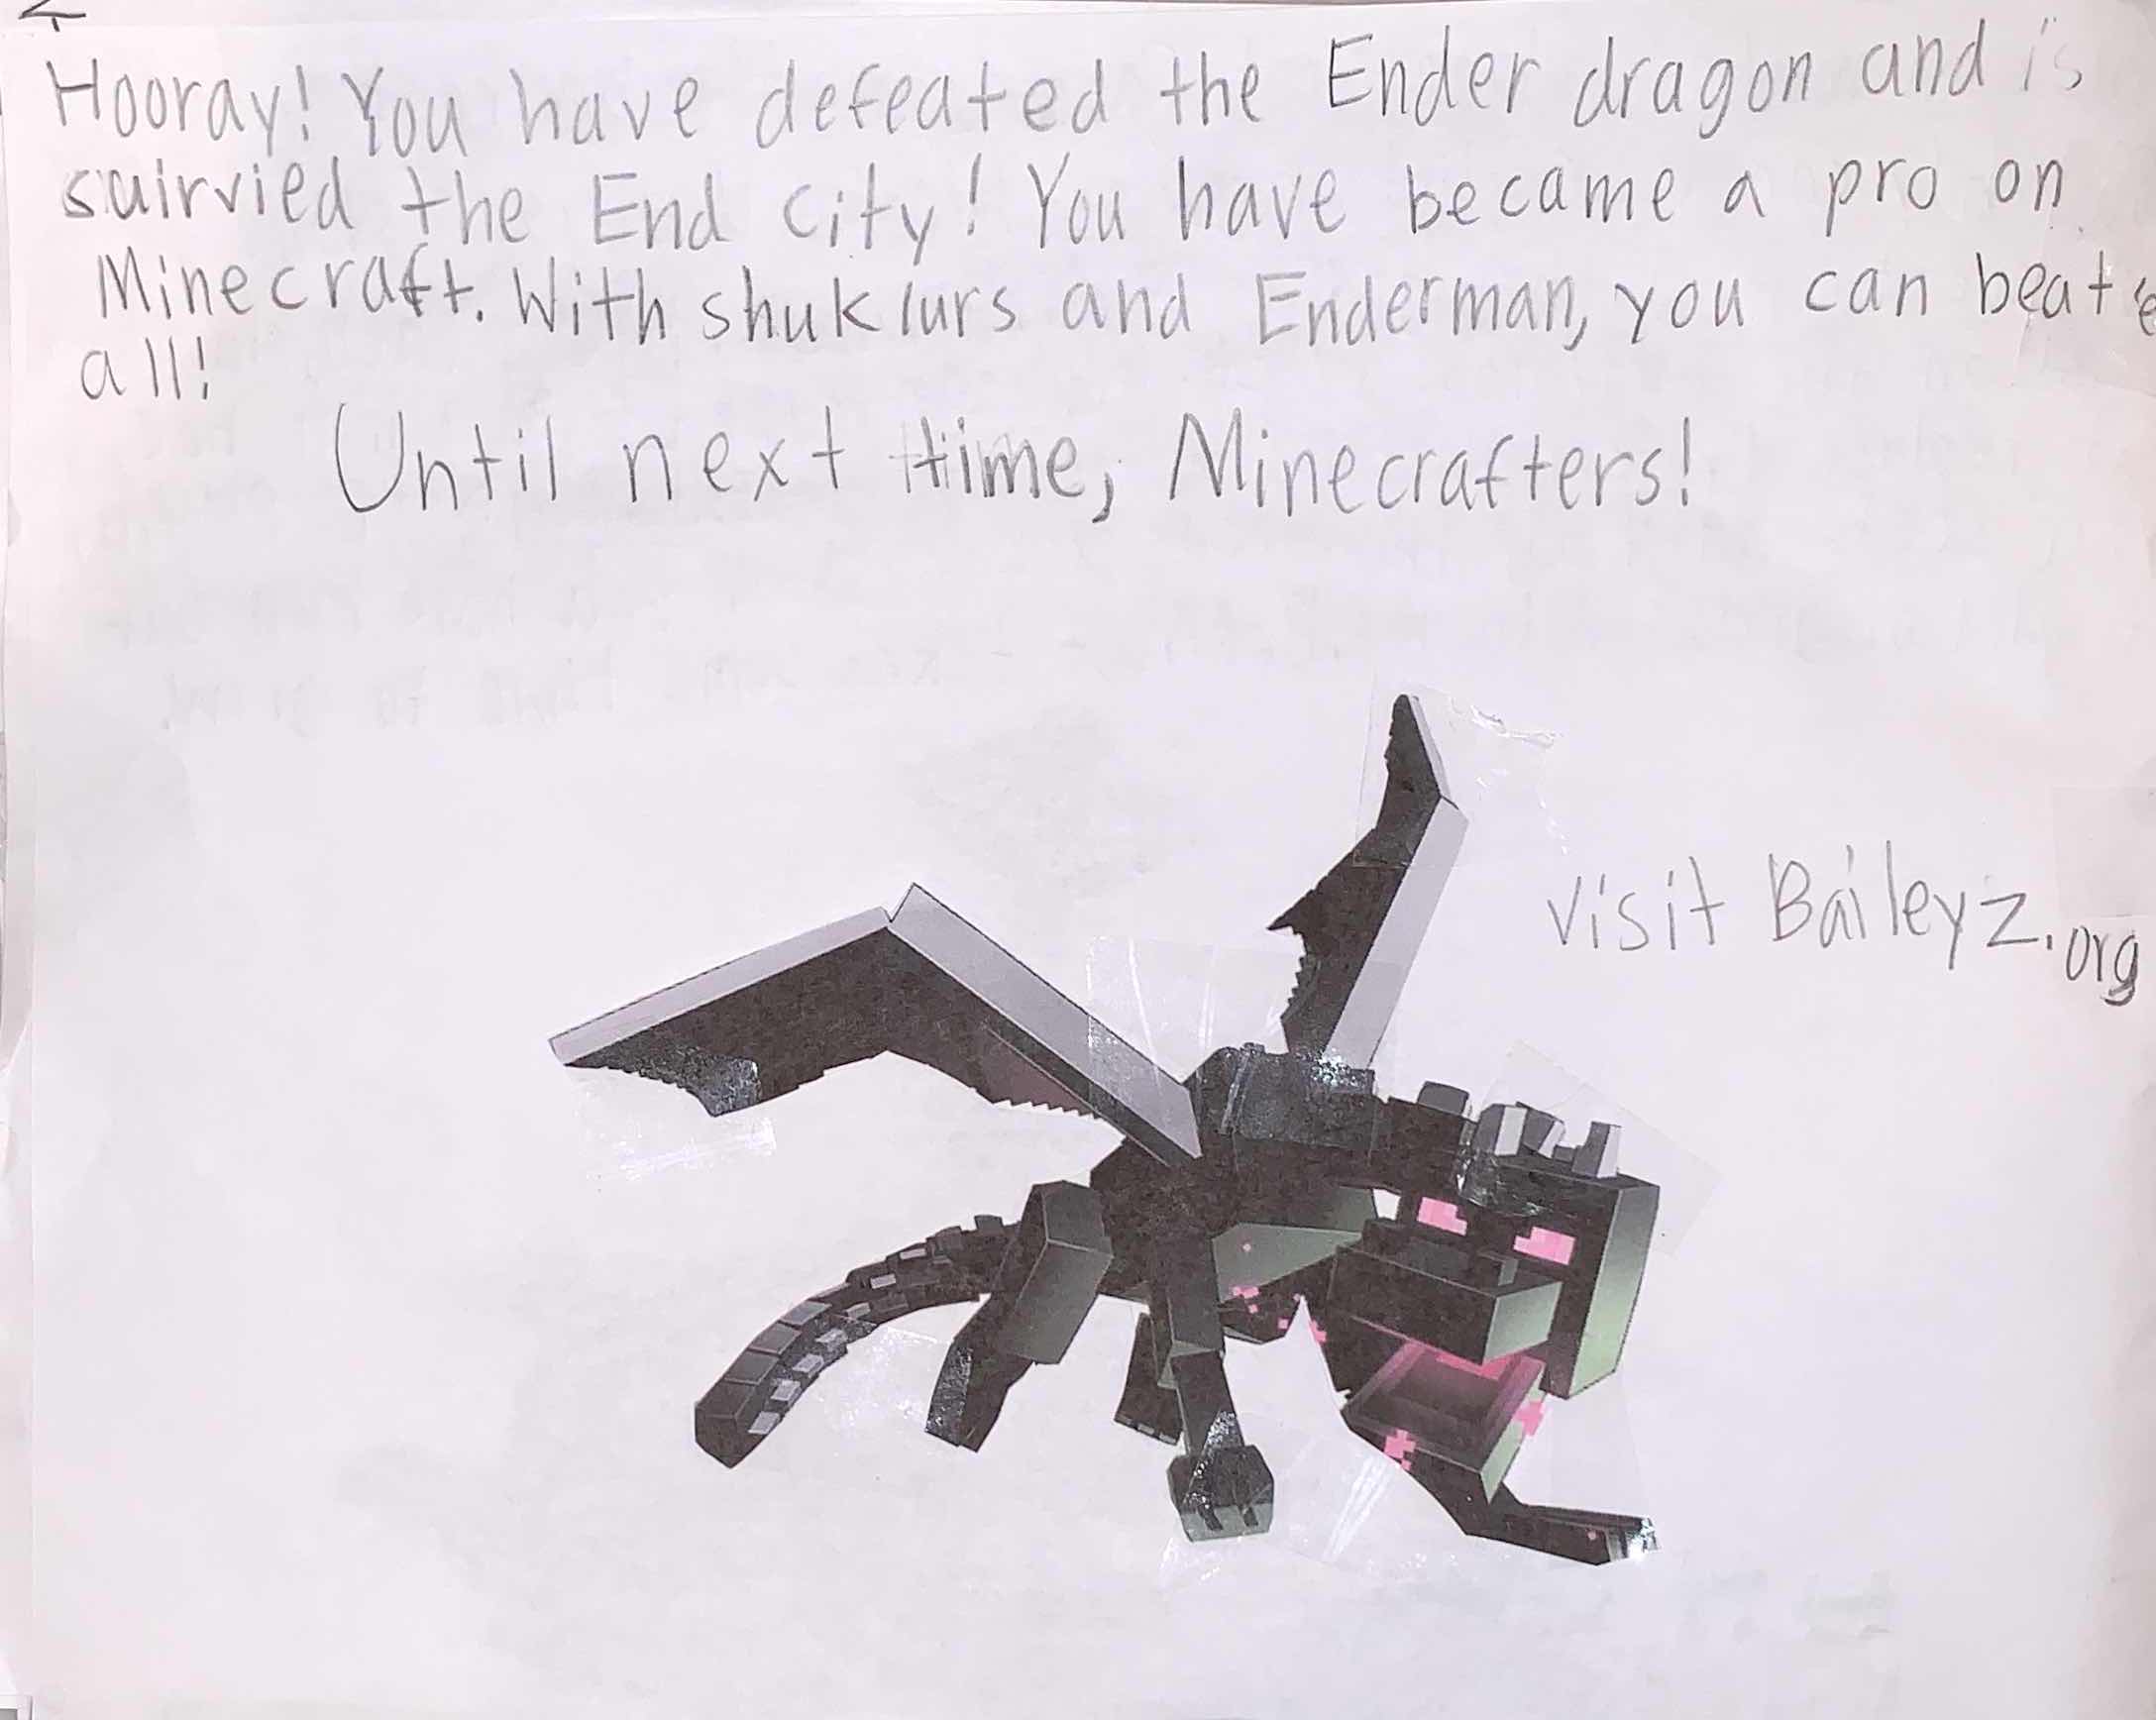 Hooray! You have defeated the Ender dragon and is
suirvied the End city! You have became a pro on
Minecraft. With shuklurs and Enderman, you can beat
all!
Until next time, Minecrafters!
visit Baileyz.org